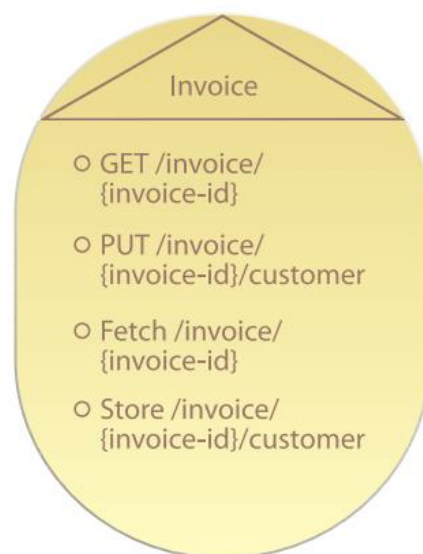 Invoice
GET /invoice/
{invoice-id}
PUT /invoice/
{invoice-id}/customer
Fetch /invoice/
{invoice-id}
Store /invoice/
{invoice-id}/customer